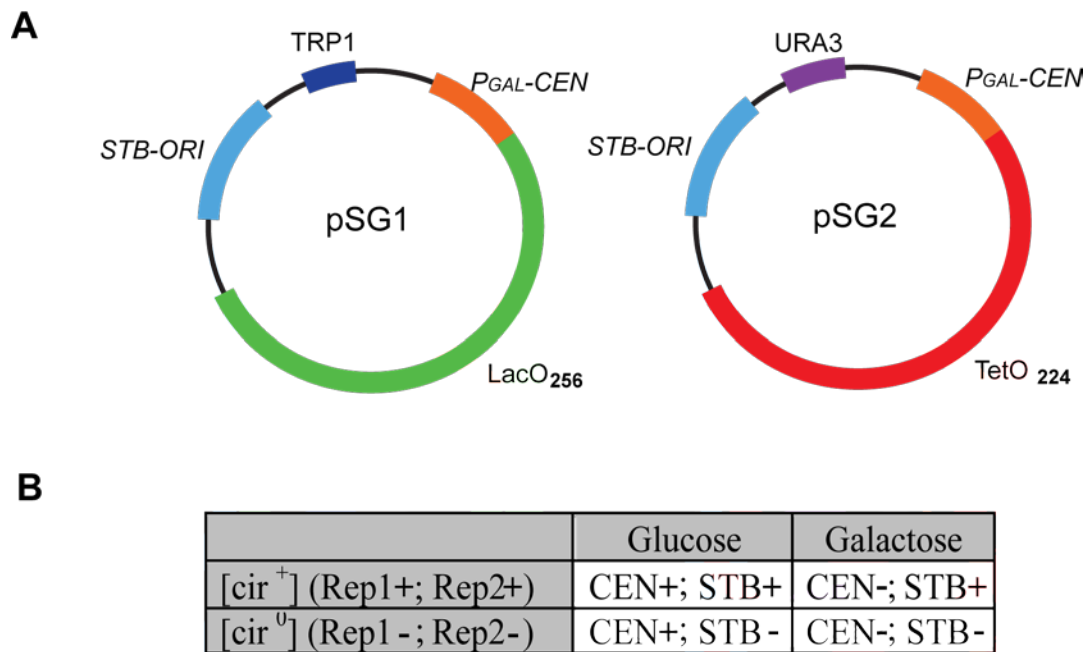 A
TRP1
PGAL-CEN
STB-ORI
pSG1
LacO256
URA3
PGAL-CEN
STB-ORI
pSG2
TetO 224
B
Glucose Galactose
[cir +] (Rep1+; Rep2+) CEN+; STB+ CEN-; STB+
[cir 0] (Rep1-; Rep2-) CEN+; STB- CEN-; STB-